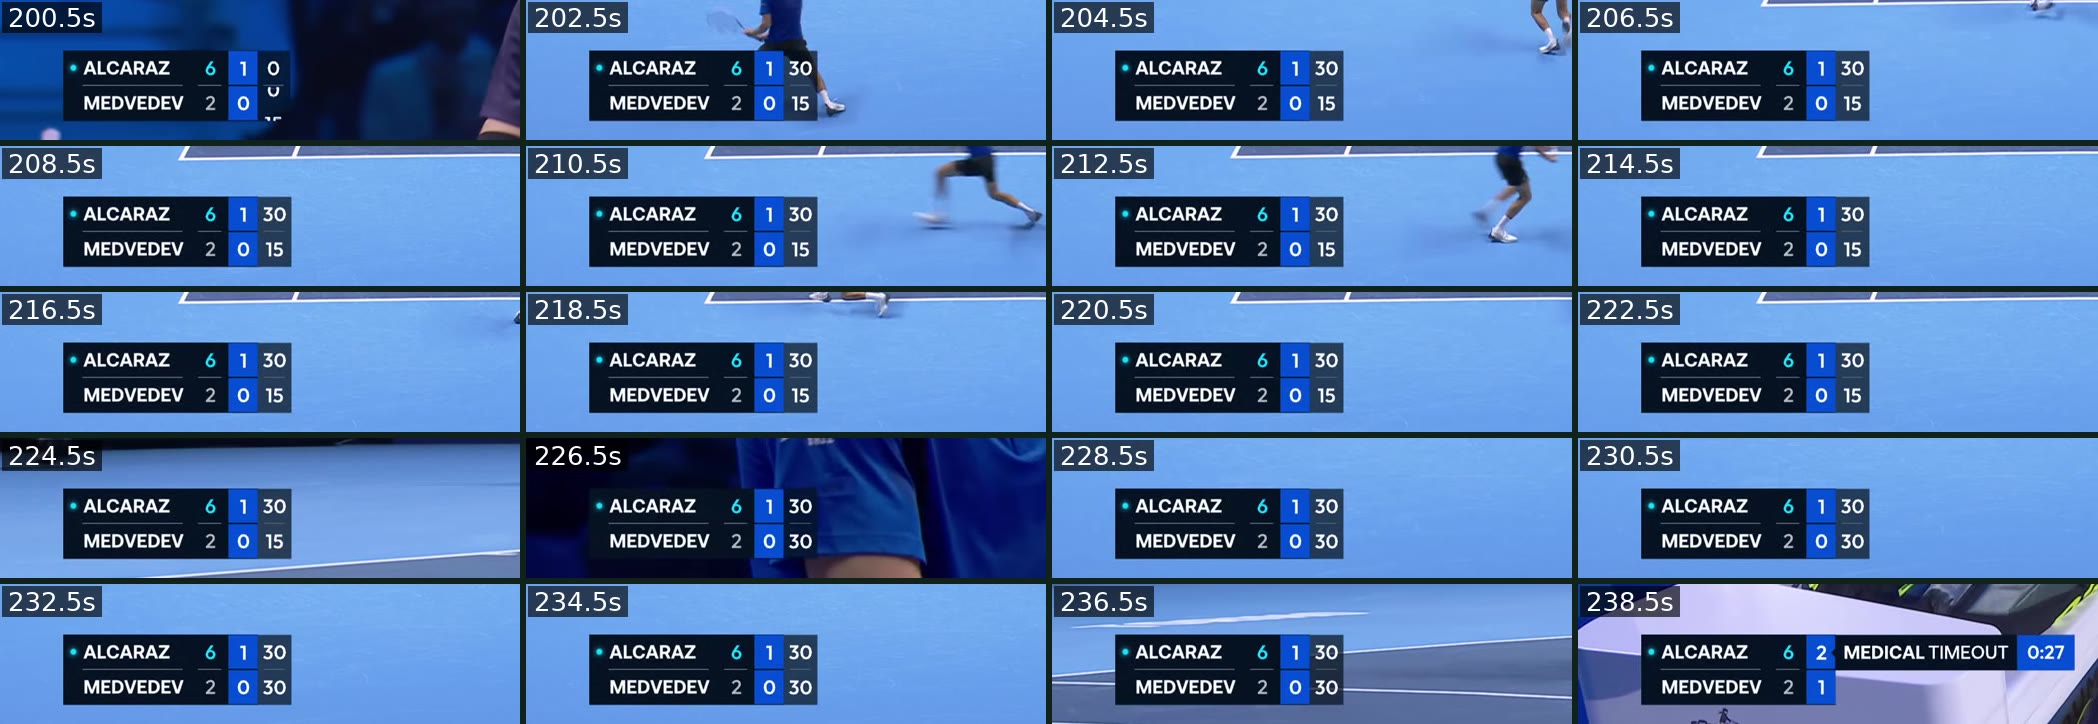 200.5s
ALCARAZ 6 1 0
MEDVEDEV 2 0
202.5s
ALCARAZ 6 1 30
MEDVEDEV 2 0 15
204.5s
ALCARAZ 6 1 30
MEDVEDEV 2 0 15
206.5s
ALCARAZ 6 1 30
MEDVEDEV 2 0 15
208.5s
ALCARAZ 6 1 30
MEDVEDEV 2 0 15
210.5s
ALCARAZ 6 1 30
MEDVEDEV 2 0 15
212.5s
ALCARAZ 6 1 30
MEDVEDEV 2 0 15
214.5s
ALCARAZ 6 1 30
MEDVEDEV 2 0 15
216.5s
ALCARAZ 6 1 30
MEDVEDEV 2 0 15
218.5s
ALCARAZ 6 1 30
MEDVEDEV 2 0 15
220.5s
ALCARAZ 6 1 30
MEDVEDEV 2 0 15
222.5s
ALCARAZ 6 1 30
MEDVEDEV 2 0 15
224.5s
ALCARAZ 6 1 30
MEDVEDEV 2 0 15
226.5s
ALCARAZ 6 1 30
MEDVEDEV 2 0 30
228.5s
ALCARAZ 6 1 30
MEDVEDEV 2 0 30
230.5s
ALCARAZ 6 1 30
MEDVEDEV 2 0 30
232.5s
ALCARAZ 6 1 30
MEDVEDEV 2 0 30
234.5s
ALCARAZ 6 1 30
MEDVEDEV 2 0 30
236.5s
ALCARAZ 6 1 30
MEDVEDEV 2 0 30
238.5s
ALCARAZ 6 2 MEDICAL TIMEOUT 0:27
MEDVEDEV 2 1